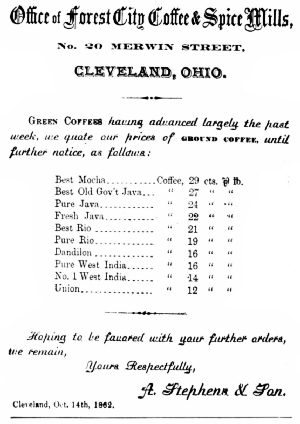 Office of Forest City Coffee & Spice Mills,
No. 20 MERWIN STREET,
CLEVELAND, OHIO.
GREEN COFFEES having advanced largely the past
week, we quote our prices of GROUND COFFEE, until
further notice, as follows:
Best Mocha............Coffee, 29 cts. ℔ lb.
Best Old Gov't Java... " 27 " "
Pure Java............. " 24 " "
Fresh Java............ " 22 " "
Best Rio.............. " 21 " "
Pure Rio.............. " 19 " "
Dandilon.............. " 16 " "
Pure West India....... " 16 " "
No. 1 West India...... " 14 " "
Union................. " 12 " "
Hoping to be favored with your further orders,
we remain,
Yours Respectfully,
A. Stephens & Son.
Cleveland, Oct. 14th, 1862.